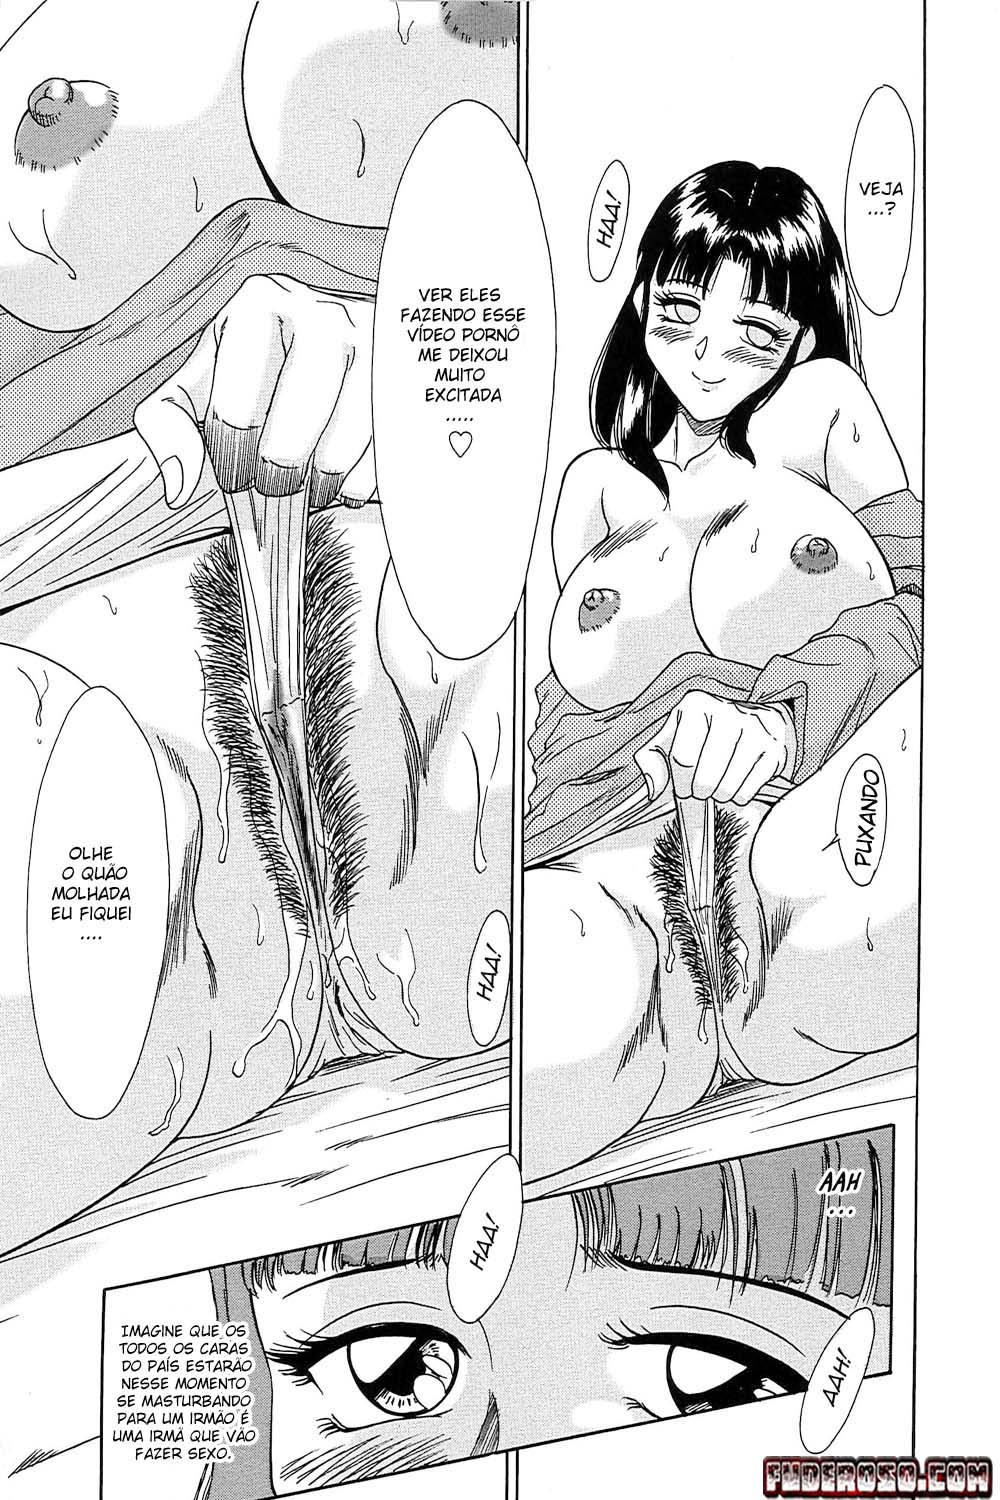 VEJA
...?
HAA!
PUXANDO
VER ELES
FAZENDO ESSE
VÍDEO PORNÔ
ME DEIXOU
MUITO
EXCITADA
.....
♡
OLHE
O QUÃO
MOLHADA
EU FIQUEI
....
HAA!
AAH
...
HAA!
AAH!
IMAGINE QUE OS
TODOS OS CARAS
DO PAÍS ESTARÃO
NESSE MOMENTO
SE MASTURBANDO
PARA UM IRMÃO É
UMA IRMÃ QUE VÃO
FAZER SEXO.
FUDEROSO.COM